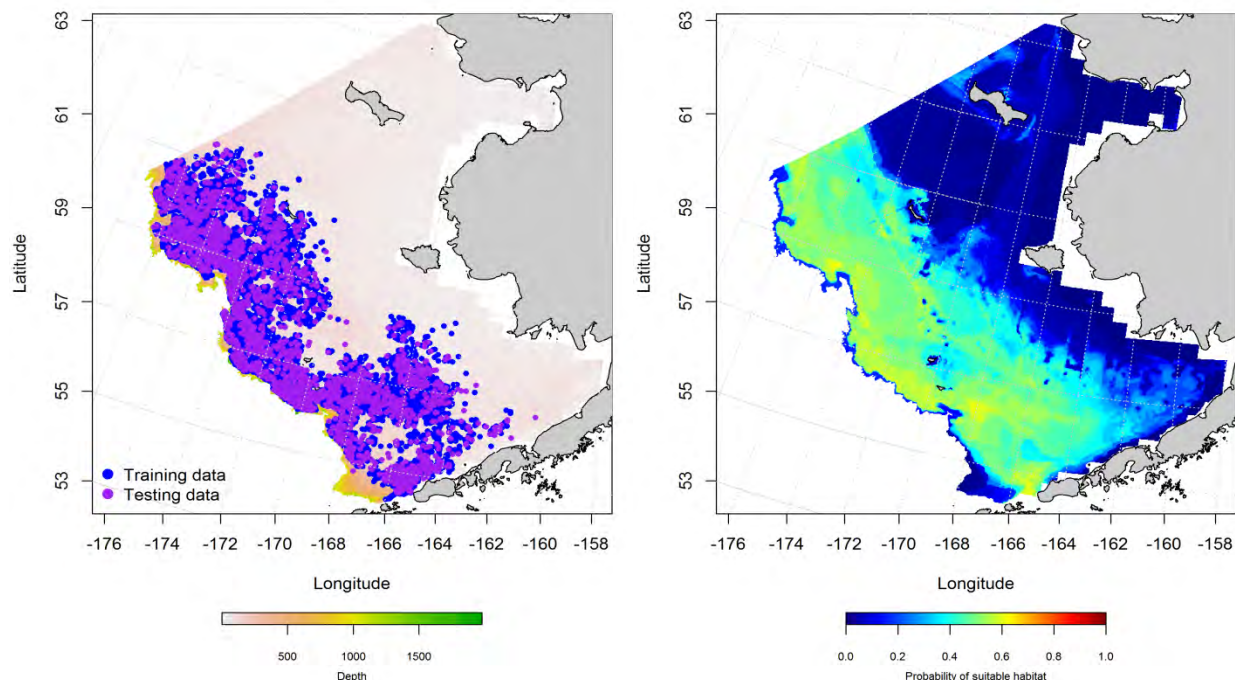 63
61
59
57
55
53
Latitude
Training data
Testing data
-176 -174 -172 -170 -168 -166 -164 -162 -160 -158
Longitude
500 1000 1500
Depth
63
61
59
57
55
53
Latitude
-176 -174 -172 -170 -168 -166 -164 -162 -160 -158
Longitude
0.0 0.2 0.4 0.6 0.8 1.0
Probability of suitable habitat